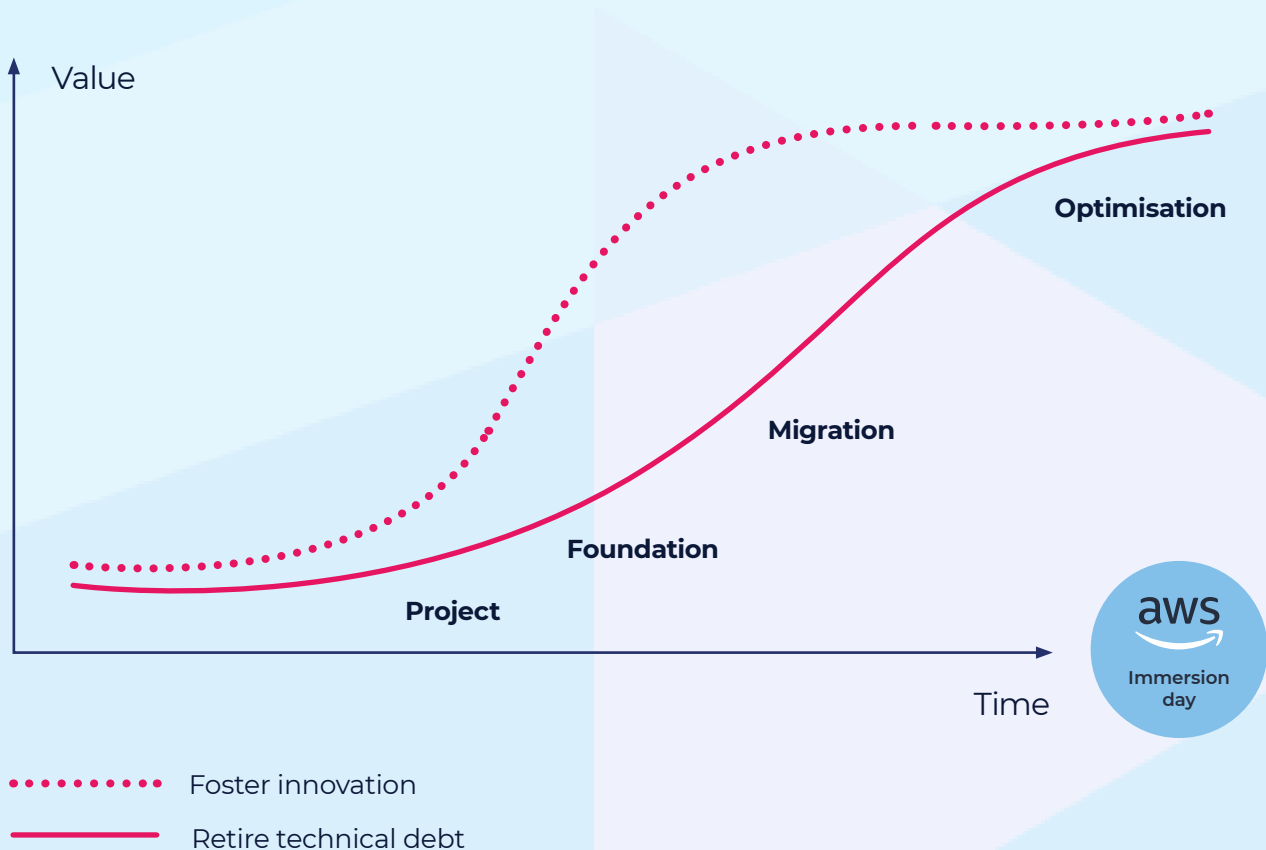 Value
Optimisation
Migration
Foundation
Project
aws
Immersion
day
Time
Foster innovation
Retire technical debt